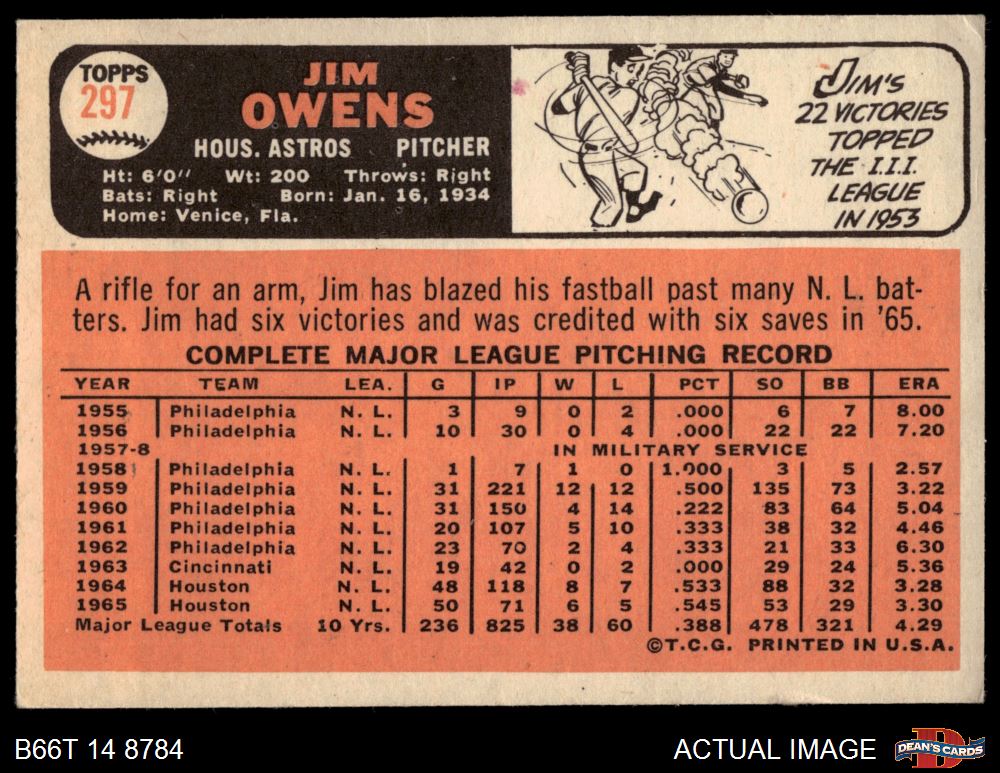 TOPPS
297
JIM
OWENS
HOUS. ASTROS PITCHER
Ht: 6'0" Wt: 200 Throws: Right
Bats: Right Born: Jan. 16, 1934
Home: Venice, Fla.
JIM'S
22 VICTORIES
TOPPED
THE I.I.I.
LEAGUE
IN 1953
A rifle for an arm, Jim has blazed his fastball past many N. L. bat-
ters. Jim had six victories and was credited with six saves in '65.
COMPLETE MAJOR LEAGUE PITCHING RECORD
YEAR TEAM LEA. G IP W L PCT SO BB ERA
1955 Philadelphia N. L. 3 9 0 2 .000 6 7 8.00
1956 Philadelphia N. L. 10 30 0 4 .000 22 22 7.20
1957-8 IN MILITARY SERVICE
1958 Philadelphia N. L. 1 7 1 0 1.000 3 5 2.57
1959 Philadelphia N. L. 31 221 12 12 .500 135 73 3.22
1960 Philadelphia N. L. 31 150 4 14 .222 83 64 5.04
1961 Philadelphia N. L. 20 107 5 10 .333 38 32 4.46
1962 Philadelphia N. L. 23 70 2 4 .333 21 33 6.30
1963 Cincinnati N. L. 19 42 0 2 .000 29 24 5.36
1964 Houston N. L. 48 118 8 7 .533 88 32 3.28
1965 Houston N. L. 50 71 6 5 .545 53 29 3.30
Major League Totals 10 Yrs. 236 825 38 60 .388 478 321 4.29
©T.C.G. PRINTED IN U.S.A.
B66T 14 8784
ACTUAL IMAGE
DEAN'S CARDS